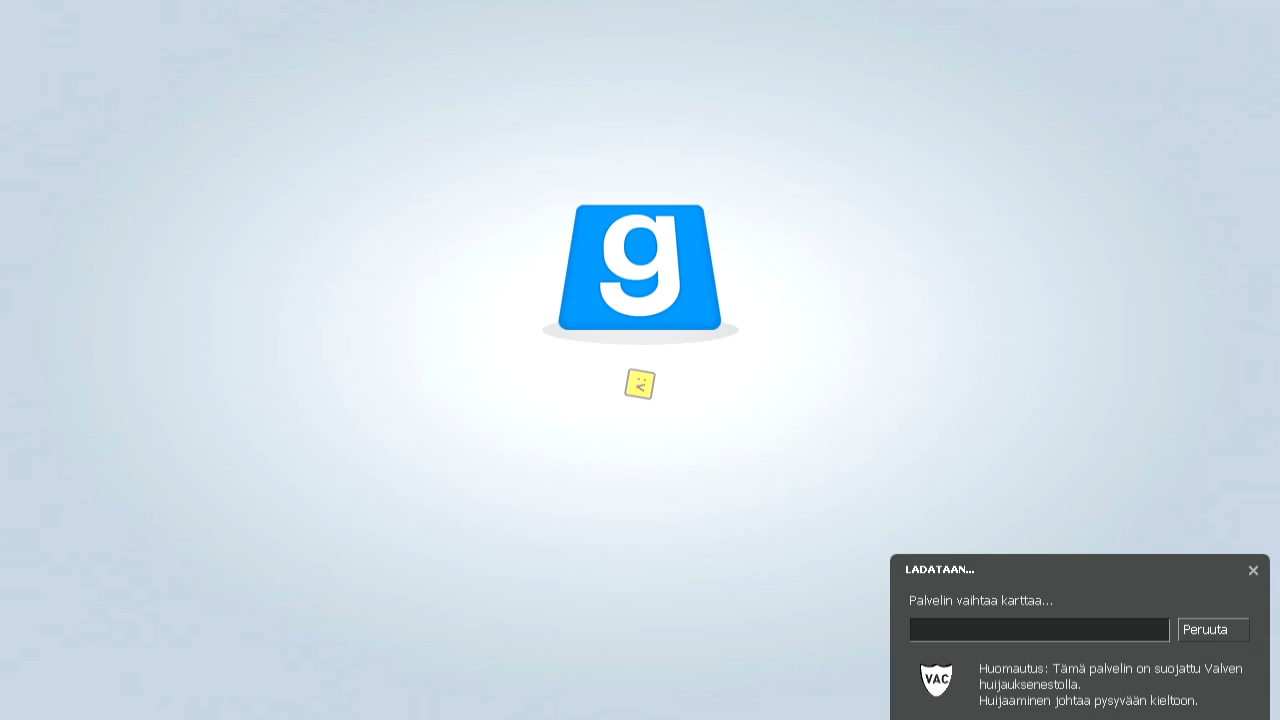 g
LADATAAN...
Palvelin vaihtaa karttaa...
Peruuta
VAC
Huomautus: Tämä palvelin on suojattu Valven
huijauksenestolla.
Huijaaminen johtaa pysyvään kieltoon.